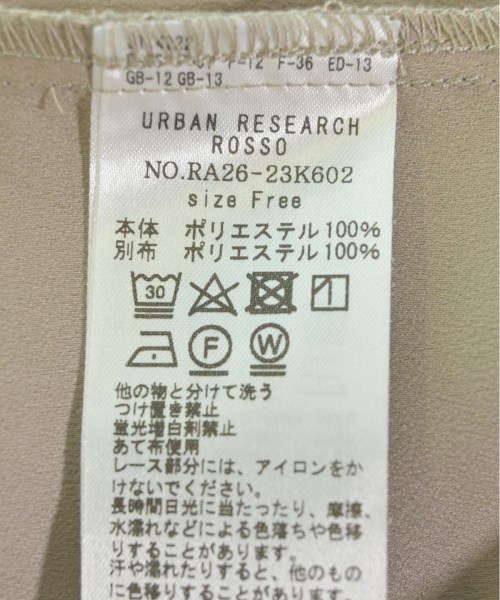 F-12 F-36 ED-13
GB-12 GB-13
URBAN RESEARCH
ROSSO
NO.RA26-23K602
size Free
本体 ポリエステル100%
別布 ポリエステル100%
30
F W
他の物と分けて洗う
つけ置き禁止
蛍光増白剤禁止
あて布使用
レース部分には、アイロンをか
けないでください。
長時間日光に当たったり、摩擦、
水濡れなどによる色落ちや色移
りすることがあります。
汗や濡れたりすると、他のもの
に色移りすることがあります